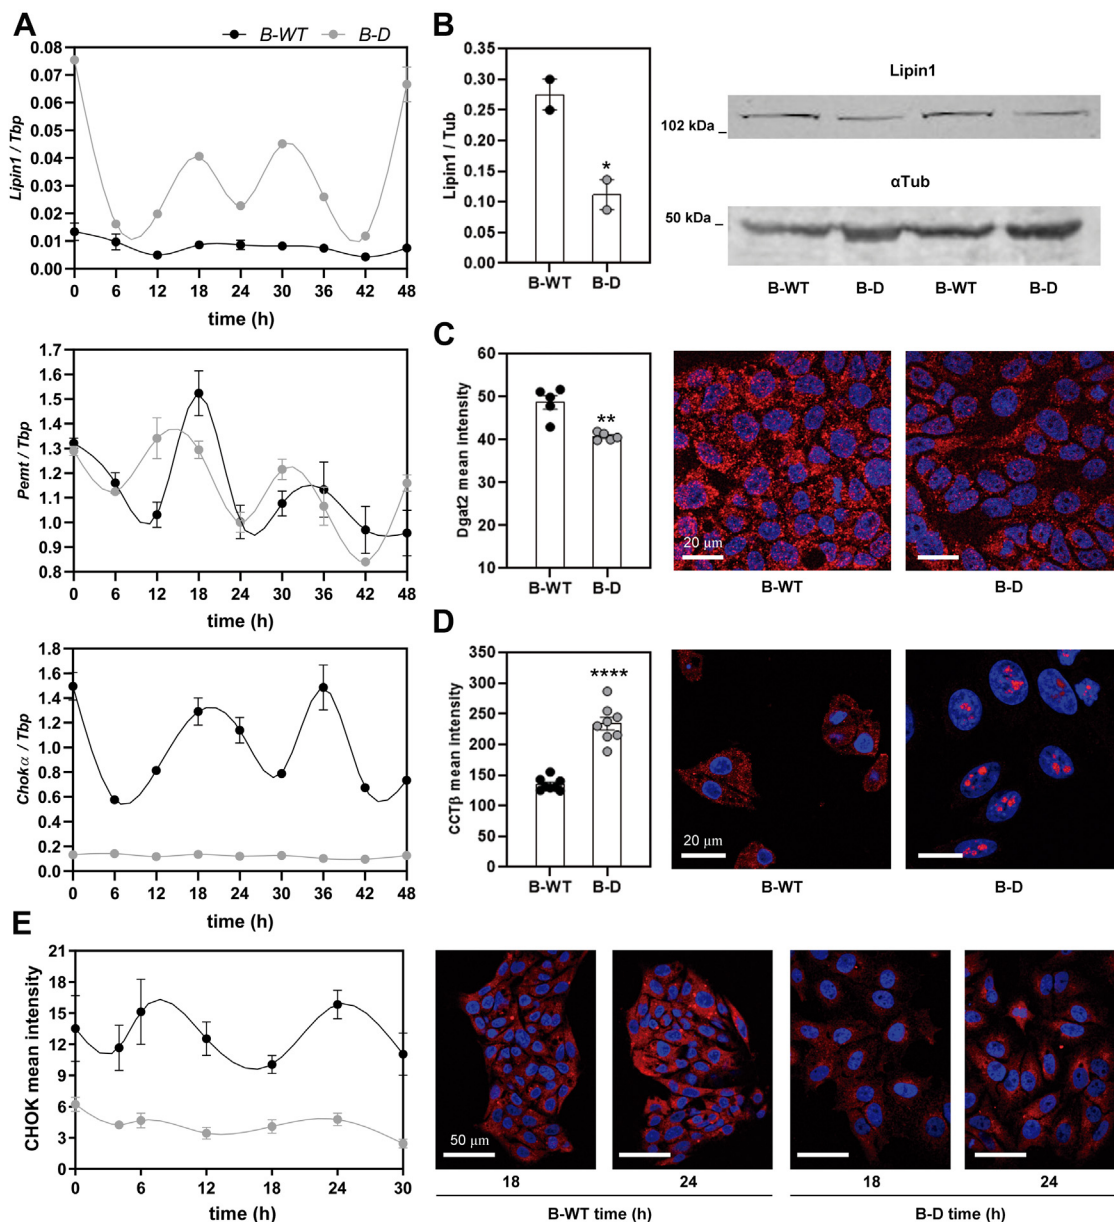 A
B-WT B-D
Lipin1 / Tbp
0.08
0.07
0.06
0.05
0.04
0.03
0.02
0.01
0.00
0 6 12 18 24 30 36 42 48
time (h)
Pemt / Tbp
1.7
1.6
1.5
1.4
1.3
1.2
1.1
1.0
0.9
0.8
0 6 12 18 24 30 36 42 48
time (h)
Chokα / Tbp
1.8
1.6
1.4
1.2
1.0
0.8
0.6
0.4
0.2
0.0
0 6 12 18 24 30 36 42 48
time (h)
B
Lipin1 / Tub
0.35
0.30
0.25
0.20
0.15
0.10
0.05
0.00
*
B-WT B-D
Lipin1
102 kDa
αTub
50 kDa
B-WT B-D B-WT B-D
C
Dgat2 mean intensity
60
50
40
30
20
10
**
B-WT B-D
20 μm
B-WT
B-D
D
CCTβ mean intensity
350
300
250
200
150
100
50
0
****
B-WT B-D
20 μm
B-WT
B-D
E
CHOK mean intensity
21
18
15
12
9
6
3
0
0 6 12 18 24 30
time (h)
50 μm
18 24 18 24
B-WT time (h) B-D time (h)